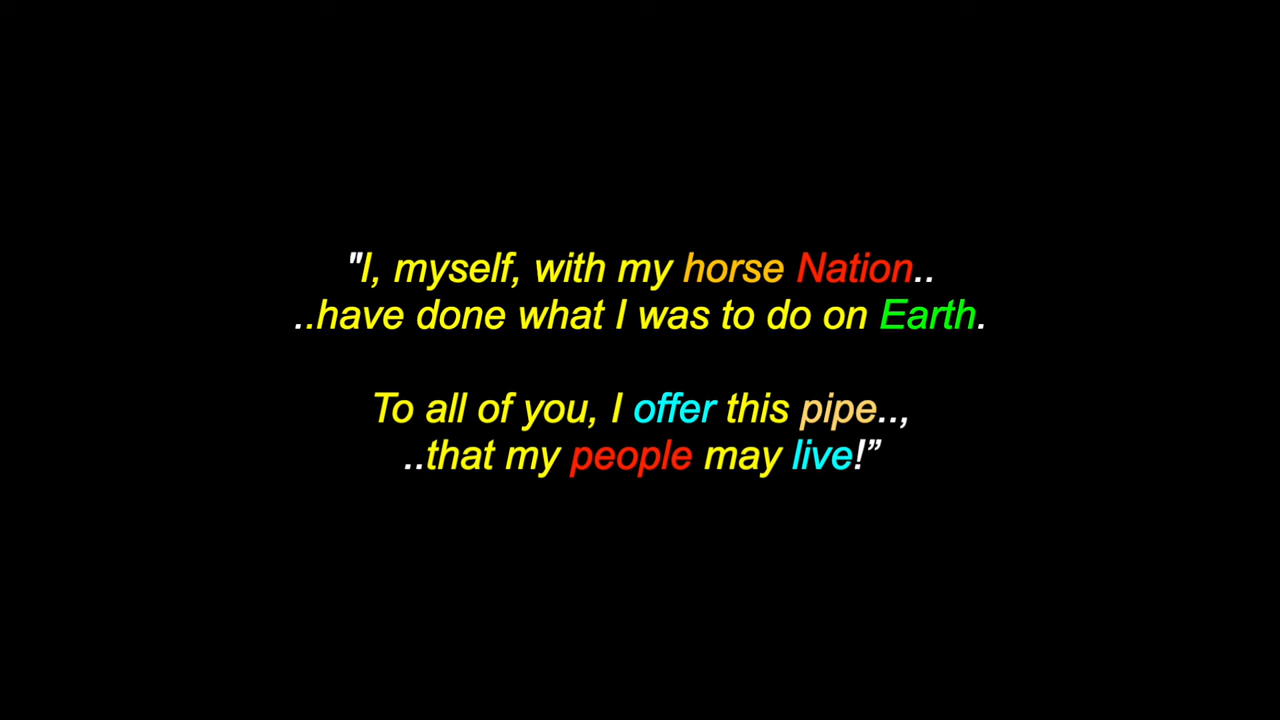 "I, myself, with my horse Nation..
..have done what I was to do on Earth.
To all of you, I offer this pipe..,
..that my people may live!”